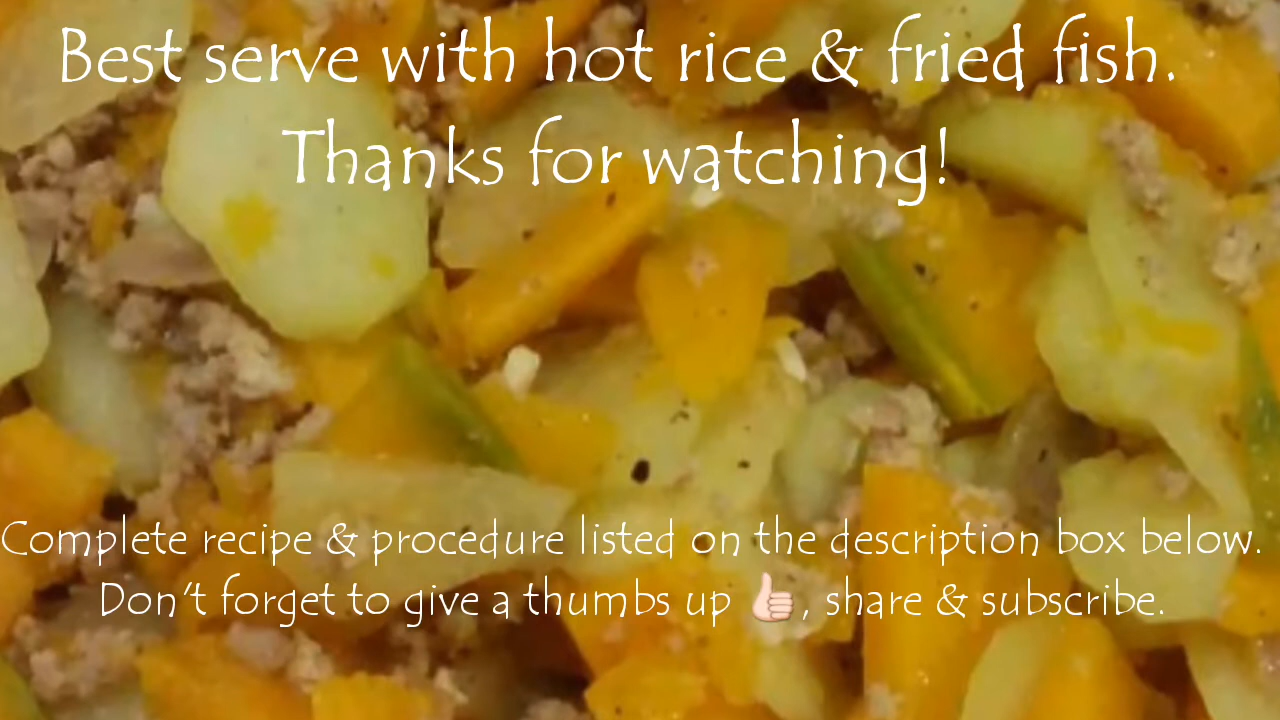 Best serve with hot rice & fried fish.
Thanks for watching!
Complete recipe & procedure listed on the description box below.
Don't forget to give a thumbs up 👍, share & subscribe.